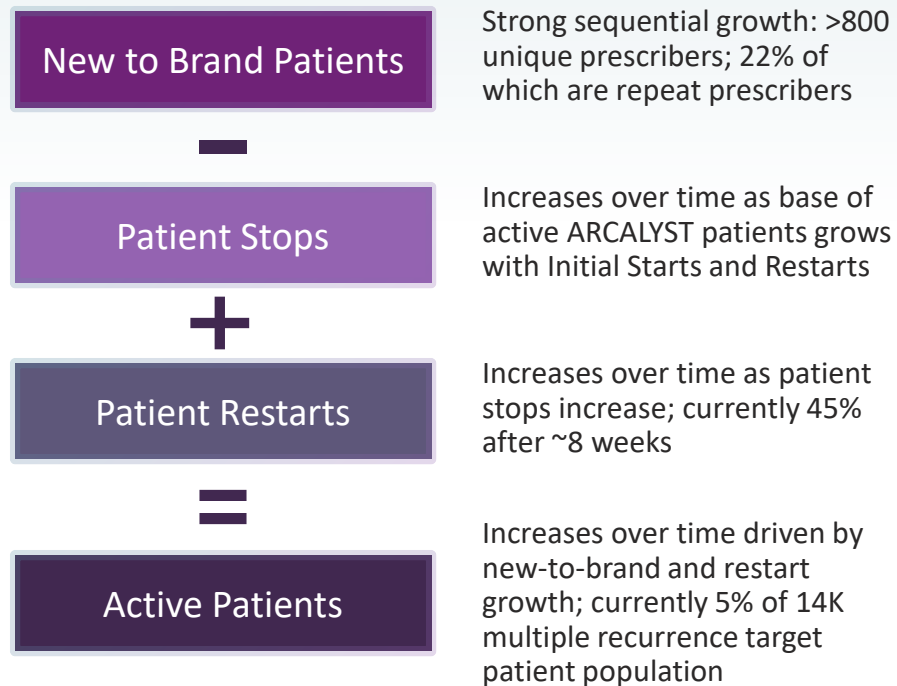 New to Brand Patients
Strong sequential growth: >800
unique prescribers; 22% of
which are repeat prescribers
-
Patient Stops
Increases over time as base of
active ARCALYST patients grows
with Initial Starts and Restarts
+
Patient Restarts
Increases over time as patient
stops increase; currently 45%
after ~8 weeks
=
Active Patients
Increases over time driven by
new-to-brand and restart
growth; currently 5% of 14K
multiple recurrence target
patient population